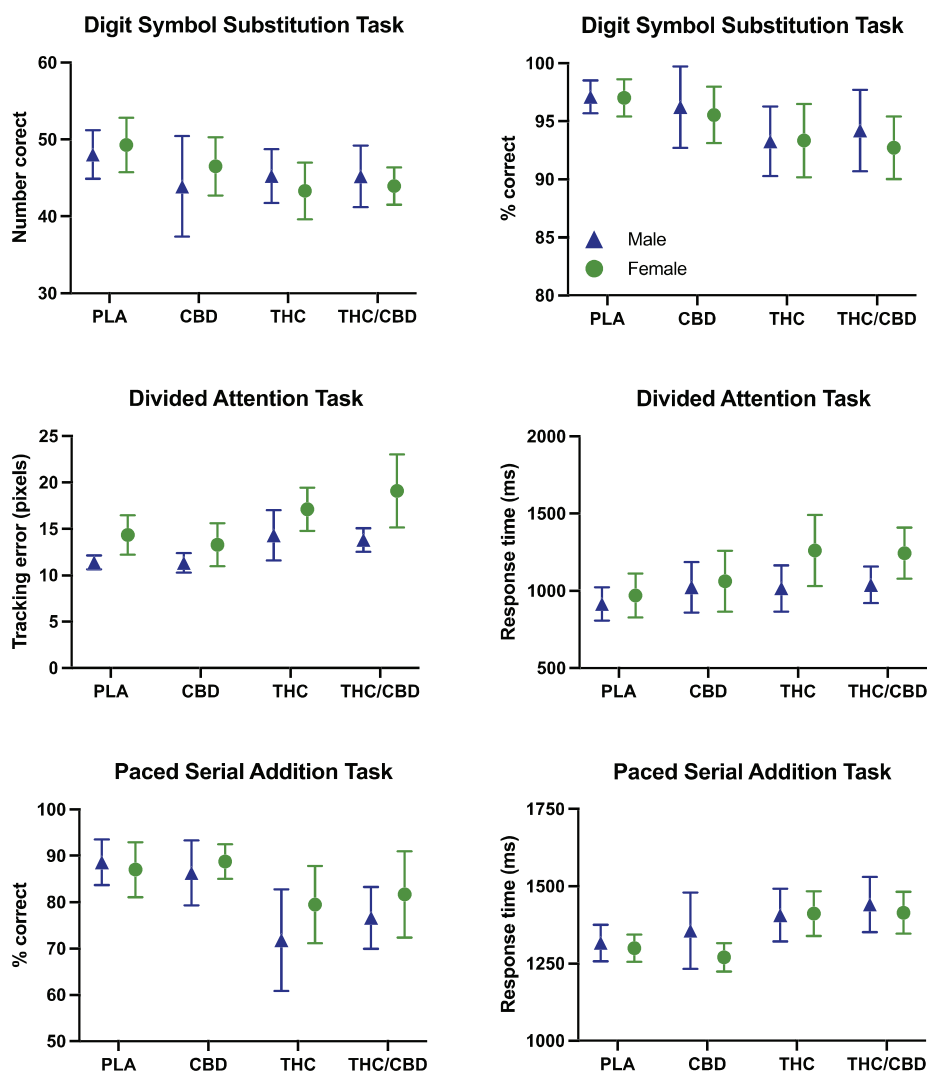 Digit Symbol Substitution Task
Number corect
60
50
40
30
PLA CBD THC THC/CBD
Digit Symbol Substitution Task
% correct
100
95
90
85
80
Male
Female
PLA CBD THC THC/CBD
Divided Attention Task
Tracking error (pixels)
25
20
15
10
5
0
PLA CBD THC THC/CBD
Divided Attention Task
Response time (ms)
2000
1500
1000
500
PLA CBD THC THC/CBD
Paced Serial Addition Task
% correct
100
90
80
70
60
50
PLA CBD THC THC/CBD
Paced Serial Addition Task
Response time (ms)
1750
1500
1250
1000
PLA CBD THC THC/CBD